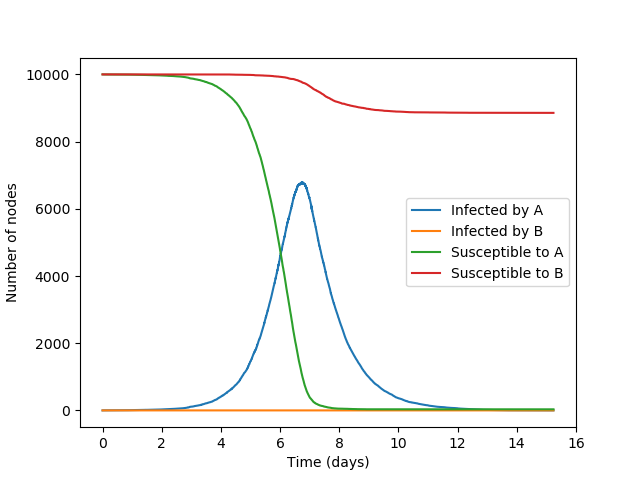 10000
8000
6000
4000
2000
0
Number of nodes
Infected by A
Infected by B
Susceptible to A
Susceptible to B
0 2 4 6 8 10 12 14 16
Time (days)